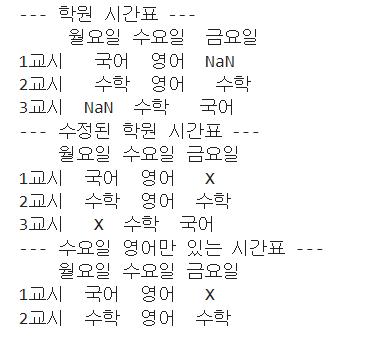 --- 학원 시간표 ---
월요일 수요일 금요일
1교시 국어 영어 NaN
2교시 수학 영어 수학
3교시 NaN 수학 국어
--- 수정된 학원 시간표 ---
월요일 수요일 금요일
1교시 국어 영어 X
2교시 수학 영어 수학
3교시 X 수학 국어
--- 수요일 영어만 있는 시간표 ---
월요일 수요일 금요일
1교시 국어 영어 X
2교시 수학 영어 수학